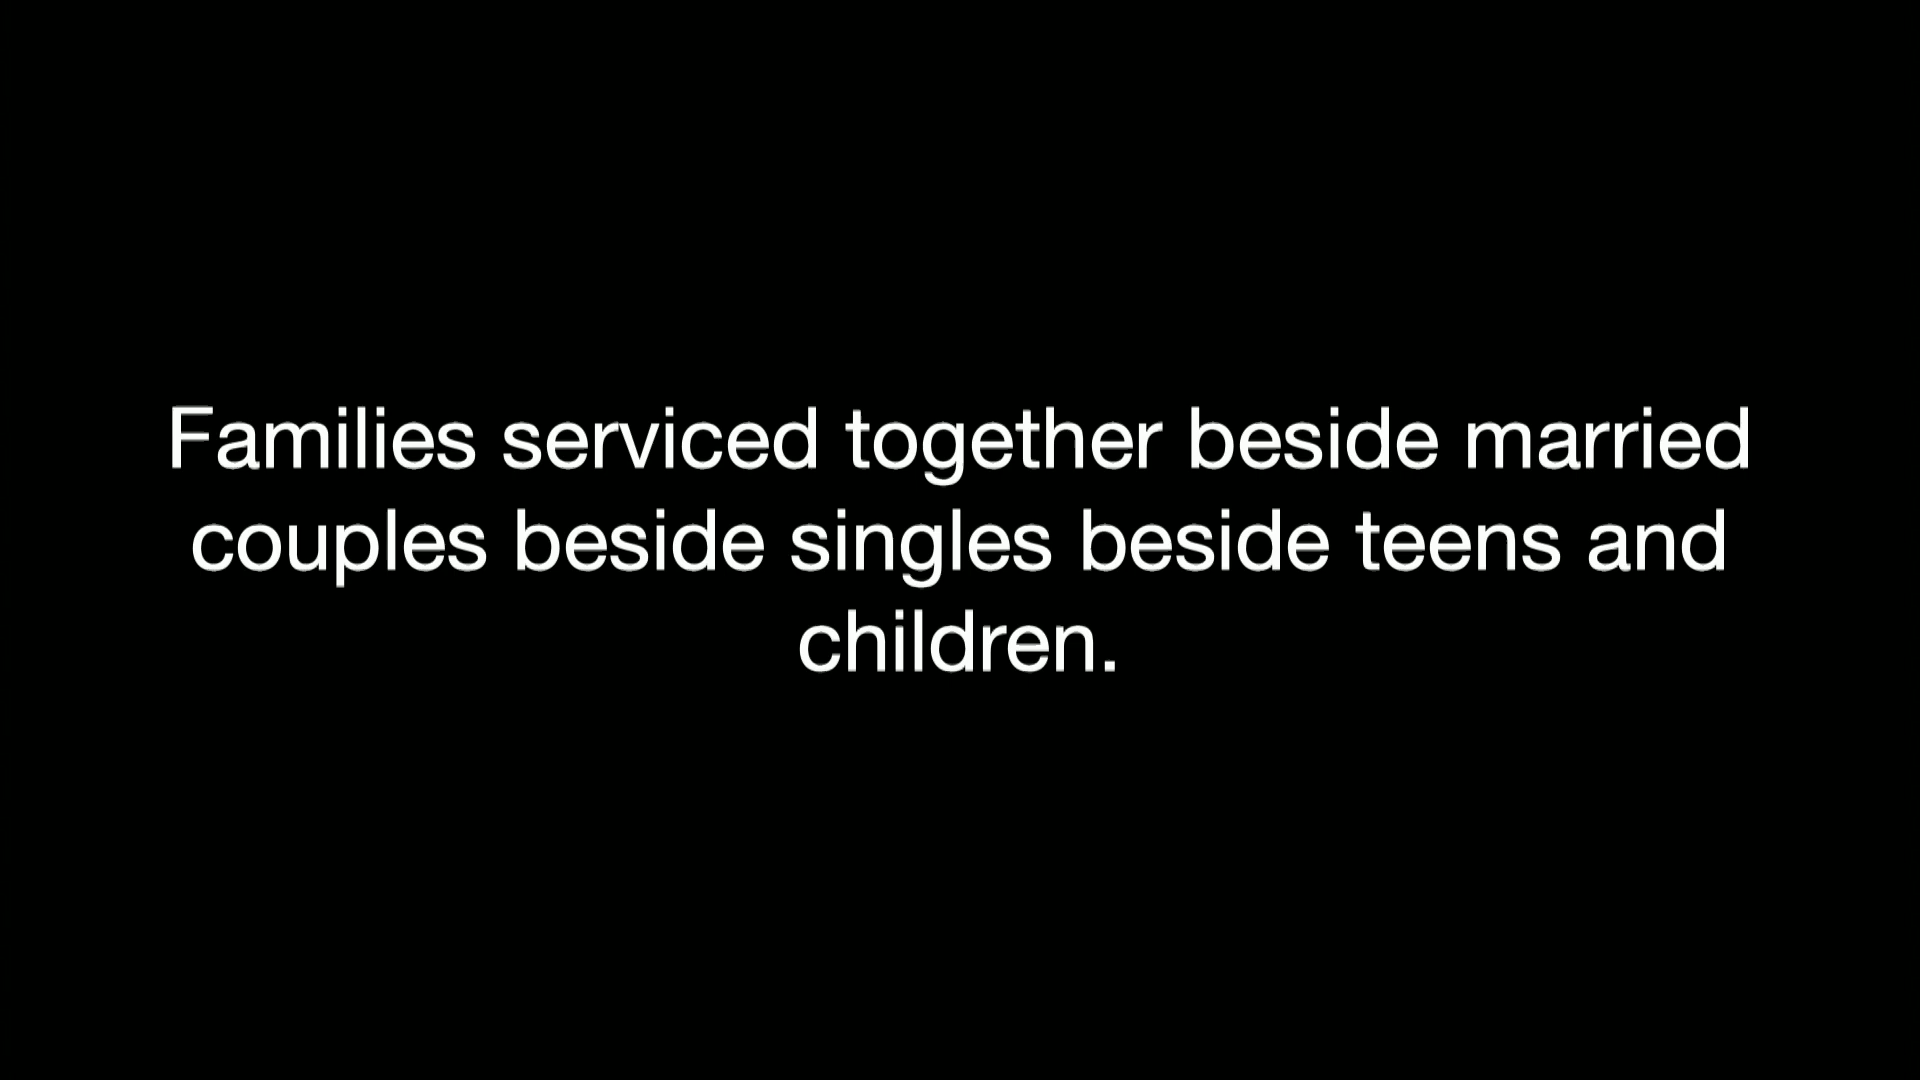 Families serviced together beside married
couples beside singles beside teens and
children.